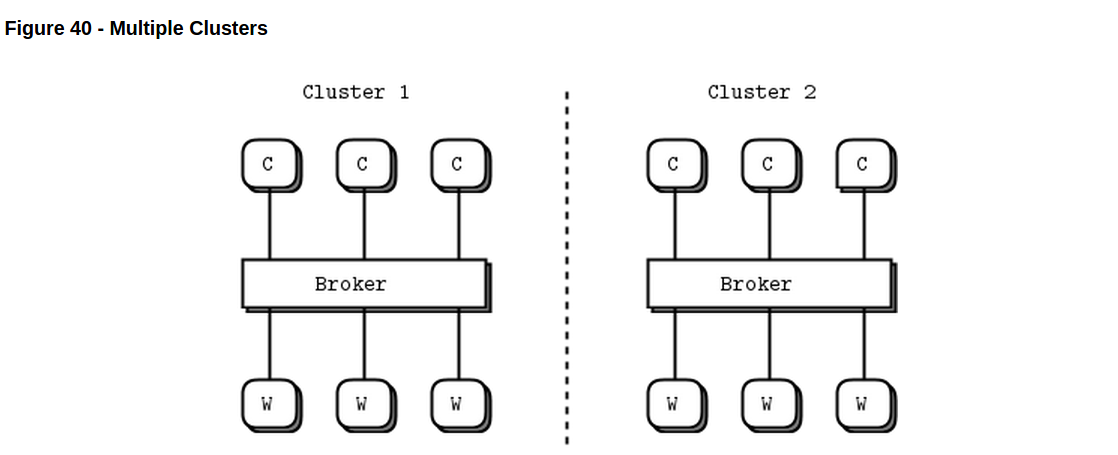 Figure 40 - Multiple Clusters
Cluster 1 Cluster 2
C C C C C C
Broker Broker
W W W W W W